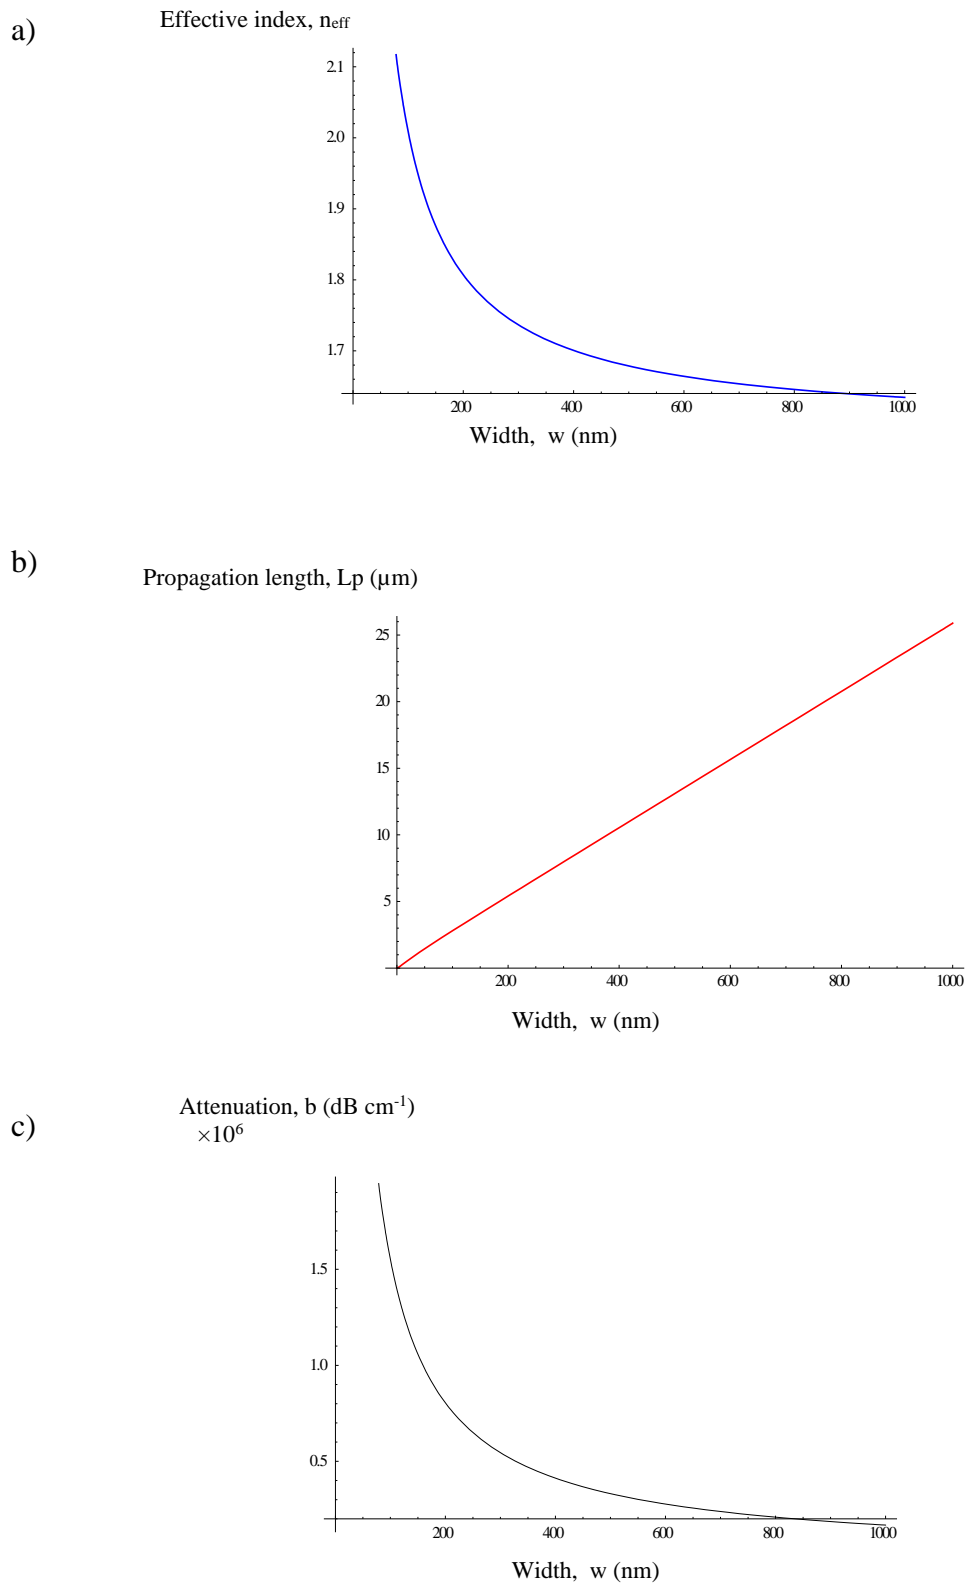 a)
Effective index, neff
2.1
2.0
1.9
1.8
1.7
200 400 600 800 1000
Width, w (nm)
b)
Propagation length, Lp (µm)
25
20
15
10
5
200 400 600 800 1000
Width, w (nm)
c)
Attenuation, b (dB cm-1)
×10⁶
1.5
1.0
0.5
200 400 600 800 1000
Width, w (nm)